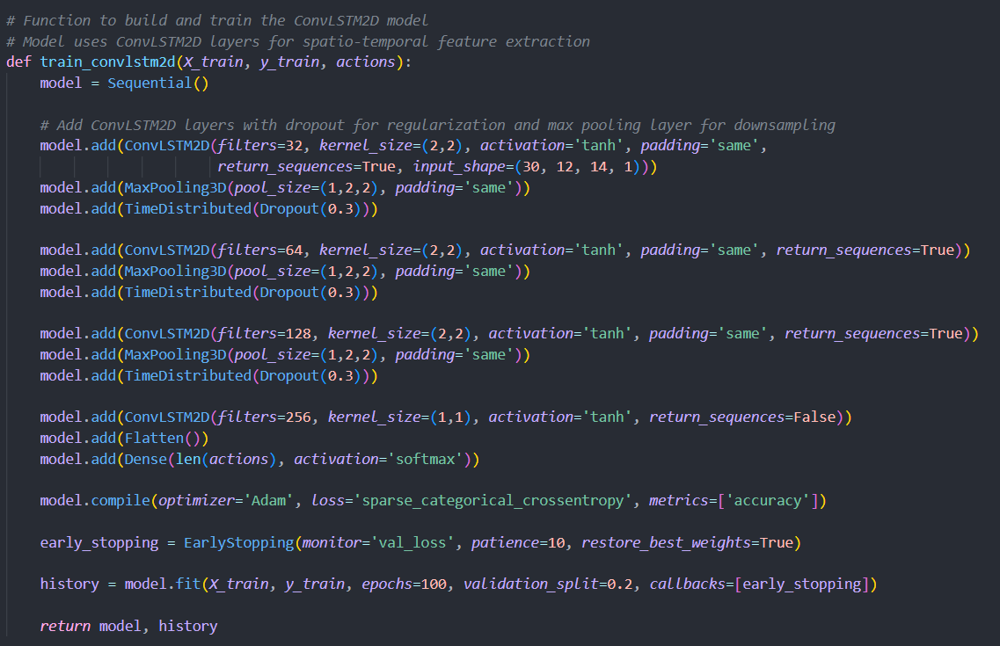 # Function to build and train the ConvLSTM2D model
# Model uses ConvLSTM2D layers for spatio-temporal feature extraction
def train_convlstm2d(X_train, y_train, actions):
    model = Sequential()

    # Add ConvLSTM2D layers with dropout for regularization and max pooling layer for downsampling
    model.add(ConvLSTM2D(filters=32, kernel_size=(2,2), activation='tanh', padding='same',
                         return_sequences=True, input_shape=(30, 12, 14, 1)))
    model.add(MaxPooling3D(pool_size=(1,2,2), padding='same'))
    model.add(TimeDistributed(Dropout(0.3)))

    model.add(ConvLSTM2D(filters=64, kernel_size=(2,2), activation='tanh', padding='same', return_sequences=True))
    model.add(MaxPooling3D(pool_size=(1,2,2), padding='same'))
    model.add(TimeDistributed(Dropout(0.3)))

    model.add(ConvLSTM2D(filters=128, kernel_size=(2,2), activation='tanh', padding='same', return_sequences=True))
    model.add(MaxPooling3D(pool_size=(1,2,2), padding='same'))
    model.add(TimeDistributed(Dropout(0.3)))

    model.add(ConvLSTM2D(filters=256, kernel_size=(1,1), activation='tanh', return_sequences=False))
    model.add(Flatten())
    model.add(Dense(len(actions), activation='softmax'))

    model.compile(optimizer='Adam', loss='sparse_categorical_crossentropy', metrics=['accuracy'])

    early_stopping = EarlyStopping(monitor='val_loss', patience=10, restore_best_weights=True)

    history = model.fit(X_train, y_train, epochs=100, validation_split=0.2, callbacks=[early_stopping])

    return model, history